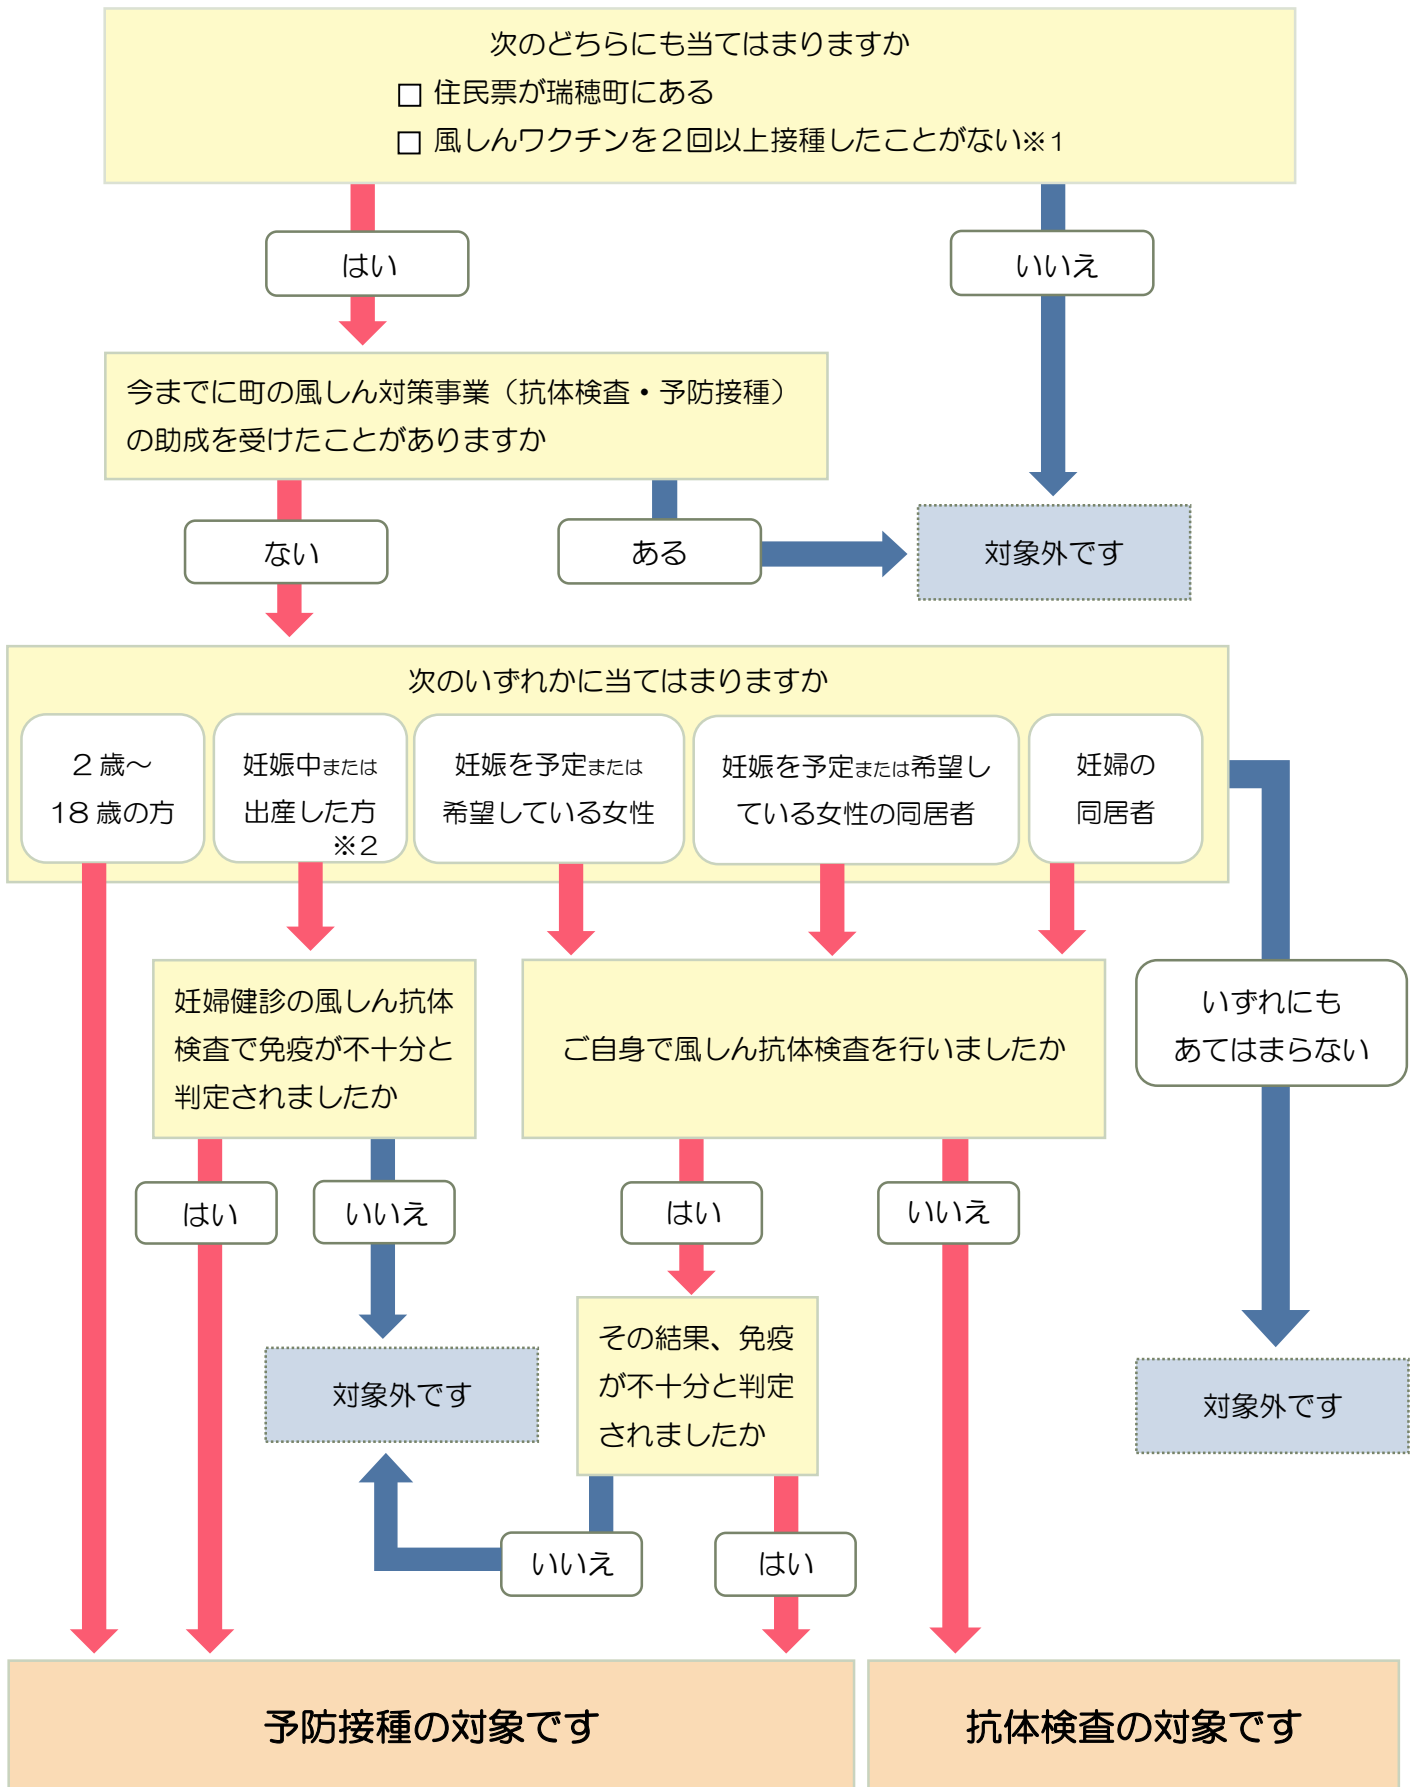 次のどちらにも当てはまりますか
□ 住民票が瑞穂町にある
□ 風しんワクチンを２回以上接種したことがない※１
はい
いいえ
今までに町の風しん対策事業（抗体検査・予防接種）
の助成を受けたことがありますか
ない
ある
対象外です
次のいずれかに当てはまりますか
２歳～
18歳の方
妊娠中または
出産した方
※２
妊娠を予定または
希望している女性
妊娠を予定または希望し
ている女性の同居者
妊婦の
同居者
妊婦健診の風しん抗体
検査で免疫が不十分と
判定されましたか
ご自身で風しん抗体検査を行いましたか
いずれにも
あてはまらない
はい
いいえ
はい
いいえ
その結果、免疫
が不十分と判定
されましたか
対象外です
対象外です
いいえ
はい
予防接種の対象です
抗体検査の対象です